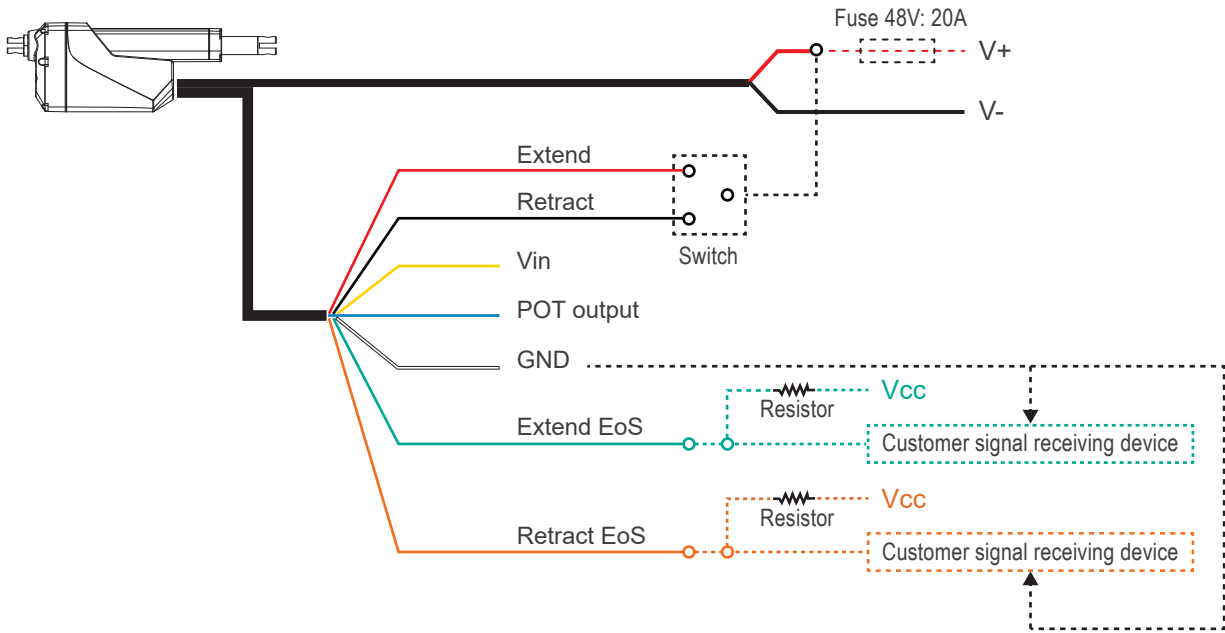 Fuse 48V: 20A
V+
V-
Extend
Retract
Switch
Vin
POT output
GND
Vcc
Resistor
Extend EoS
Customer signal receiving device
Vcc
Resistor
Retract EoS
Customer signal receiving device